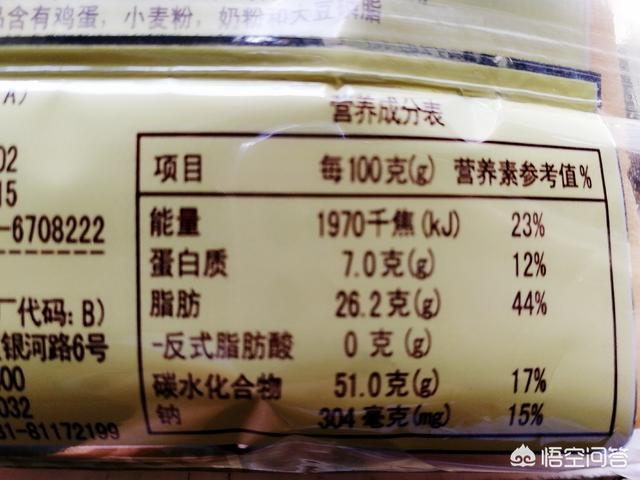 含有鸡蛋，小麦粉，奶粉和大豆磷脂
A)
营养成分表
02
项目 每100克(g) 营养素参考值%
15
能量 1970千焦(kJ) 23%
-6708222
蛋白质 7.0克(g) 12%
脂肪 26.2克(g) 44%
厂代码: B)
-反式脂肪酸 0 克(g)
银河路6号
碳水化合物 51.0克(g) 17%
00
钠 304毫克(mg) 15%
032
31-81172199
悟空问答